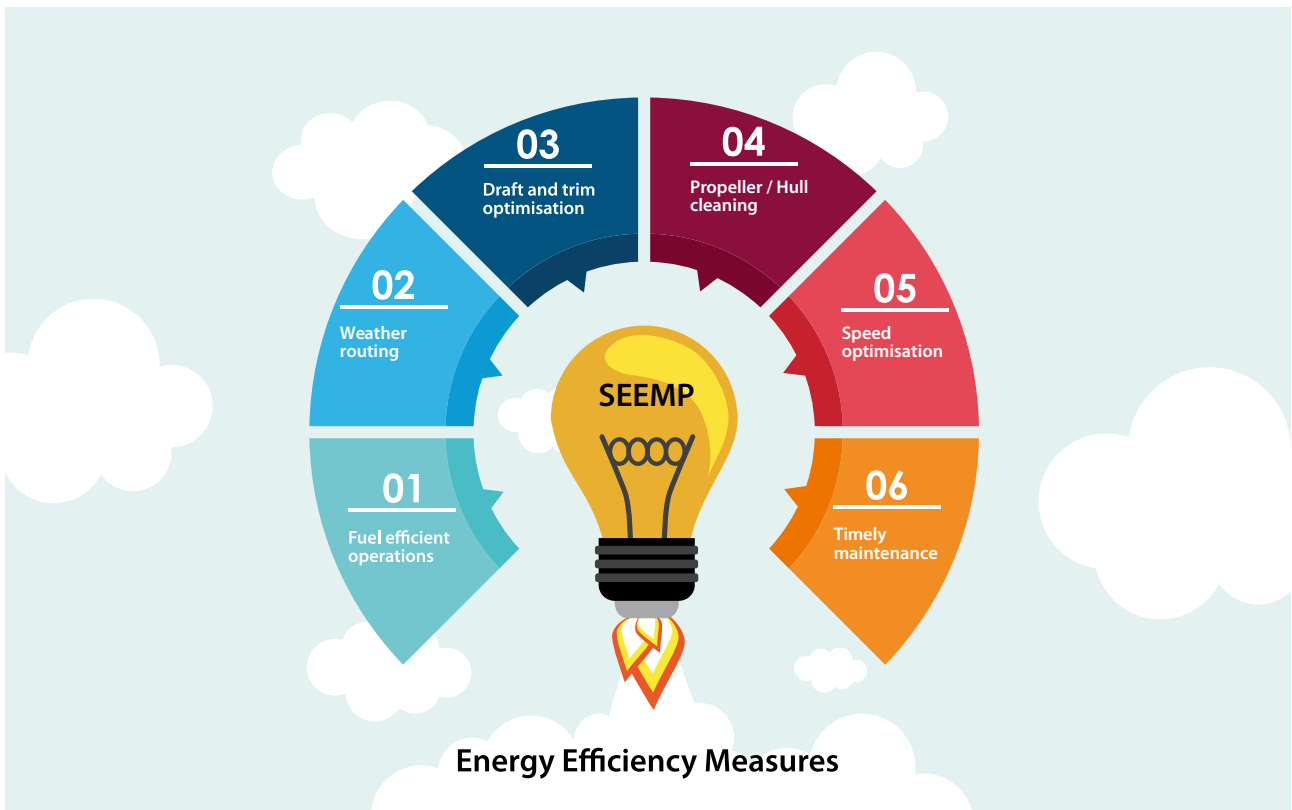 01
Fuel efficient
operations
02
Weather
routing
03
Draft and trim
optimisation
04
Propeller / Hull
cleaning
05
Speed
optimisation
06
Timely
maintenance
SEEMP
Energy Efficiency Measures